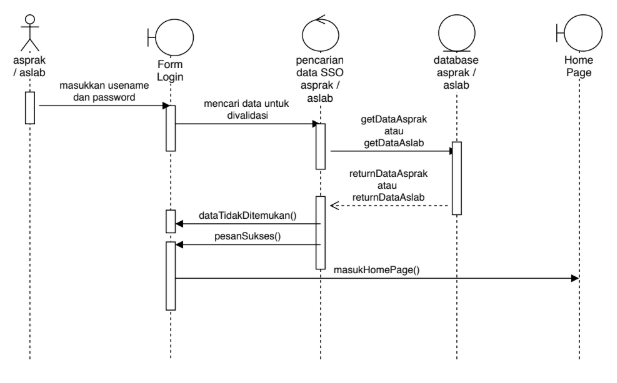 asprak
/ aslab
Form
Login
pencarian
data SSO
asprak /
aslab
database
asprak /
aslab
Home
Page
masukkan usename
dan password
mencari data untuk
divalidasi
getDataAsprak
atau
getDataAslab
returnDataAsprak
atau
returnDataAslab
dataTidakDitemukan()
pesanSukses()
masukHomePage()